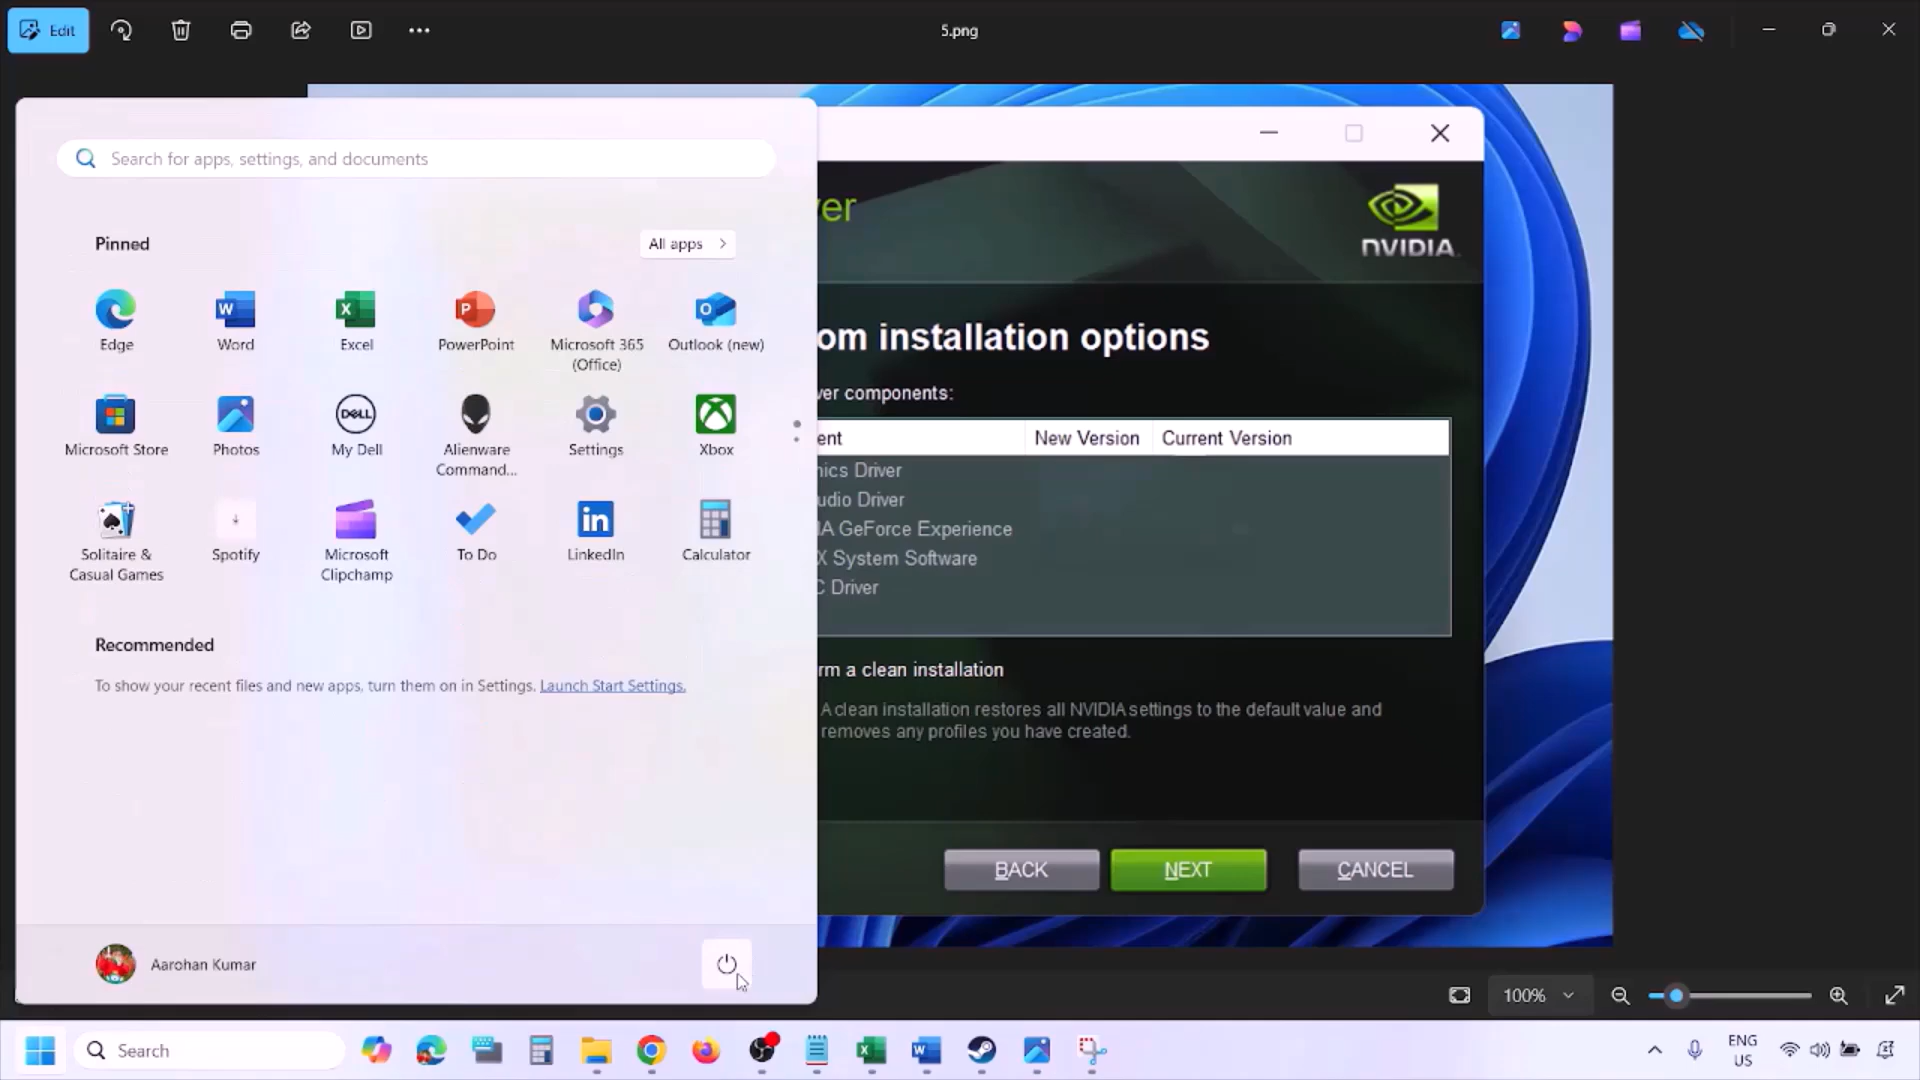 Edit
5.png
Search for apps, settings, and documents
Pinned
All apps
Edge
Word
Excel
PowerPoint
Microsoft 365
(Office)
Outlook (new)
Microsoft Store
Photos
DELL
My Dell
Alienware
Command...
Settings
Xbox
Solitaire &
Casual Games
Spotify
Microsoft
Clipchamp
To Do
LinkedIn
Calculator
Recommended
To show your recent files and new apps, turn them on in Settings. Launch Start Settings.
Aarohan Kumar
ver
NVIDIA
om installation options
ver components:
ent New Version Current Version
nics Driver
udio Driver
IA GeForce Experience
X System Software
C Driver
rm a clean installation
A clean installation restores all NVIDIA settings to the default value and
removes any profiles you have created.
BACK
NEXT
CANCEL
100%
Search
ENG
US